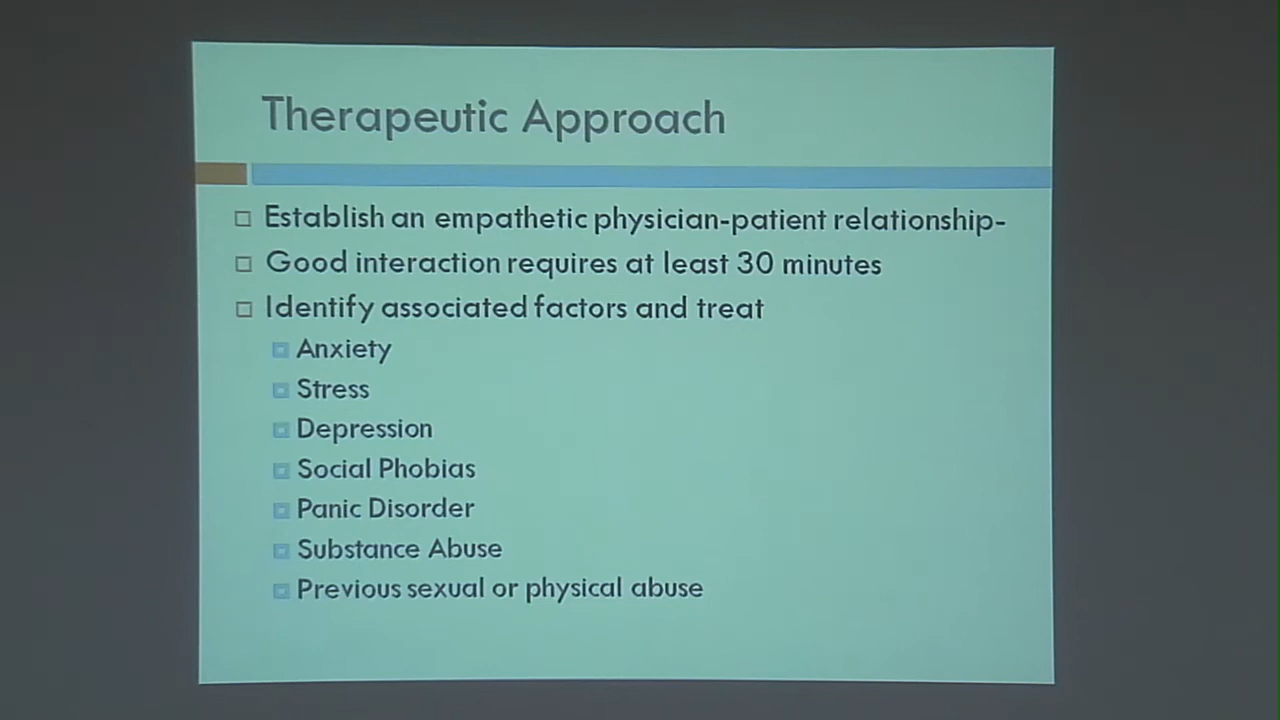 Therapeutic Approach
Establish an empathetic physician-patient relationship-
Good interaction requires at least 30 minutes
Identify associated factors and treat
Anxiety
Stress
Depression
Social Phobias
Panic Disorder
Substance Abuse
Previous sexual or physical abuse